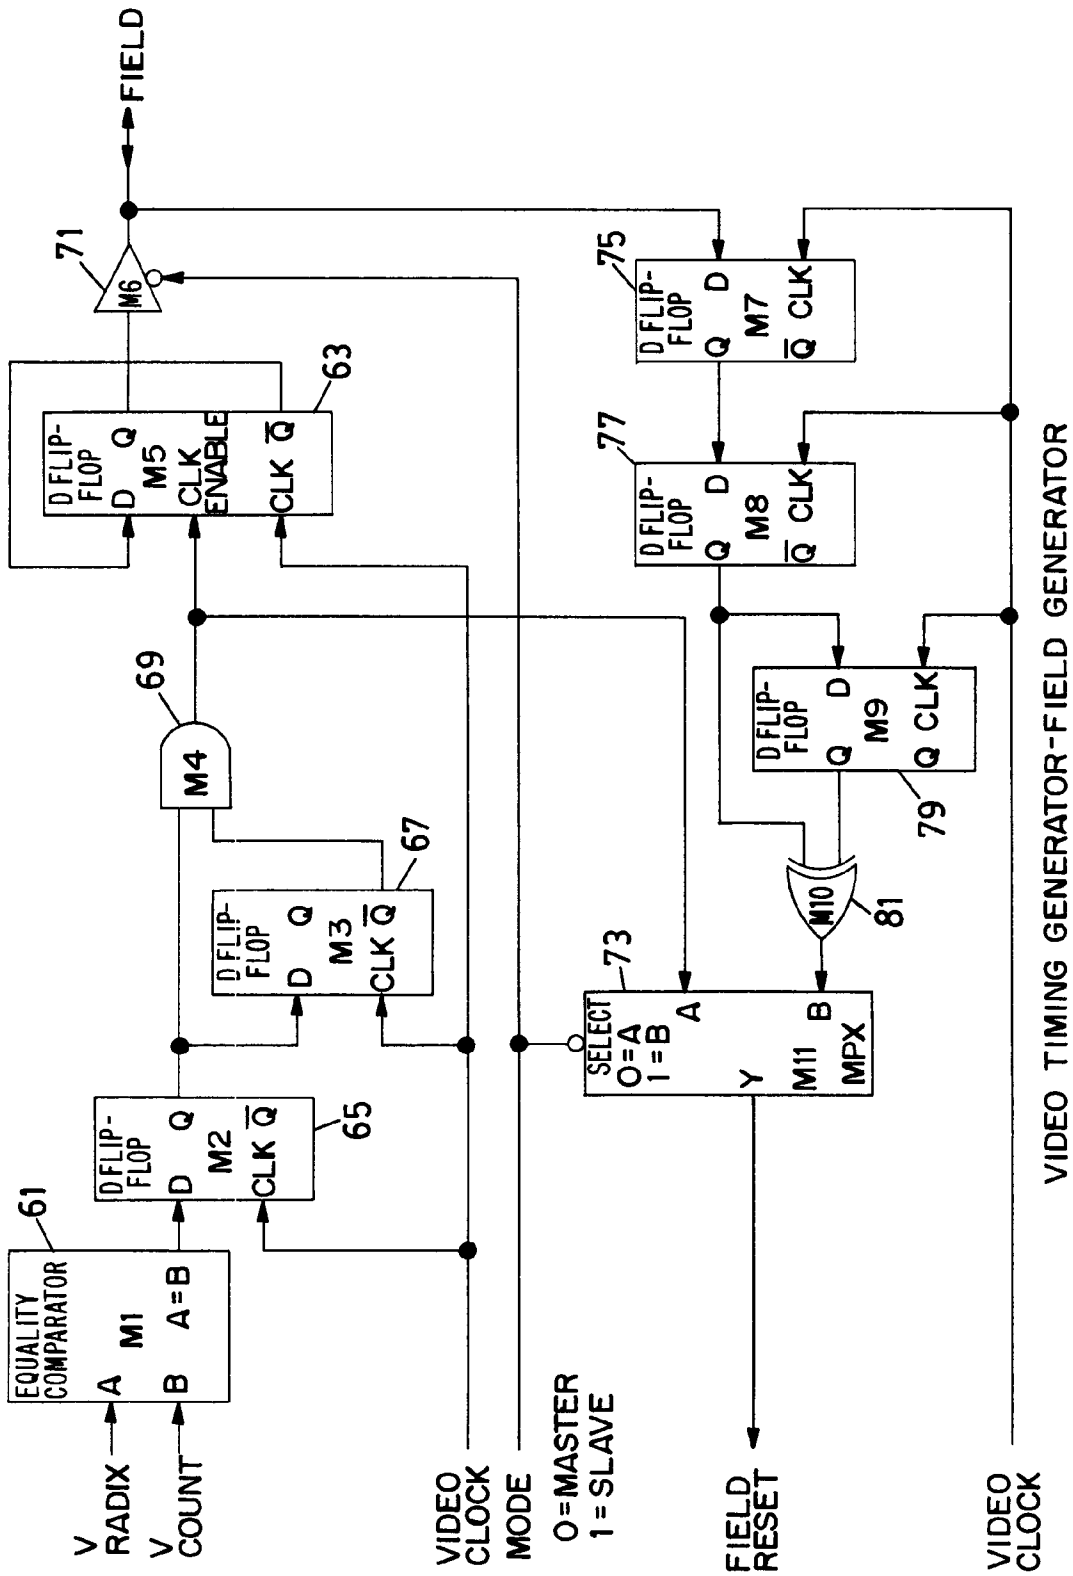 V
RADIX
V
COUNT
EQUALITY
COMPARATOR
A
M1
B
A=B
61
D FLIP-
FLOP
D
Q
M2
CLK
Q
65
D FLIP-
FLOP
D
Q
M3
CLK
Q
67
M4
69
D FLIP-
FLOP
D
Q
M5
CLK
ENABLE
CLK
Q
63
M6
71
FIELD
VIDEO
CLOCK
MODE
0=MASTER
1=SLAVE
SELECT
0=A
1=B
A
Y
B
M11
MPX
73
M10
81
D FLIP-
FLOP
Q
D
M9
Q
CLK
79
D FLIP-
FLOP
Q
D
M8
Q
CLK
77
D FLIP-
FLOP
Q
D
M7
Q
CLK
75
FIELD
RESET
VIDEO
CLOCK
VIDEO TIMING GENERATOR-FIELD GENERATOR